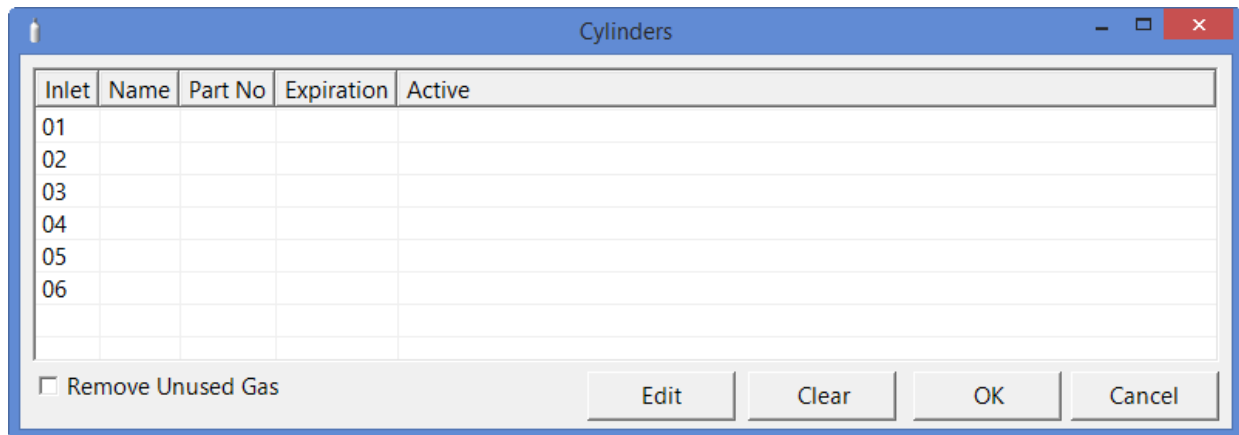 Cylinders
Inlet Name Part No Expiration Active
01
02
03
04
05
06
Remove Unused Gas Edit Clear OK Cancel